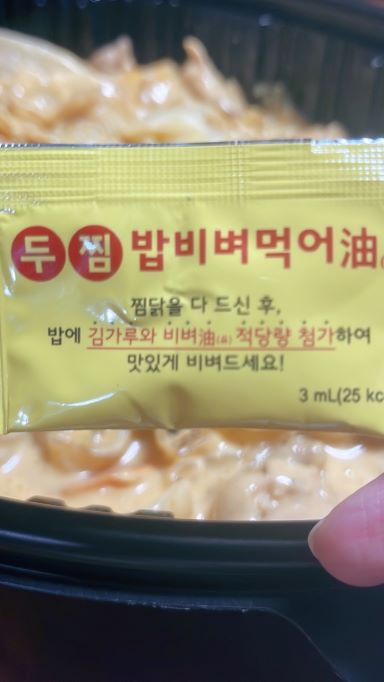 두찜 밥비벼먹어油
찜닭을 다 드신 후,
밥에 김가루와 비벼油(유) 적당량 첨가하여
맛있게 비벼드세요!
3 mL(25 kc